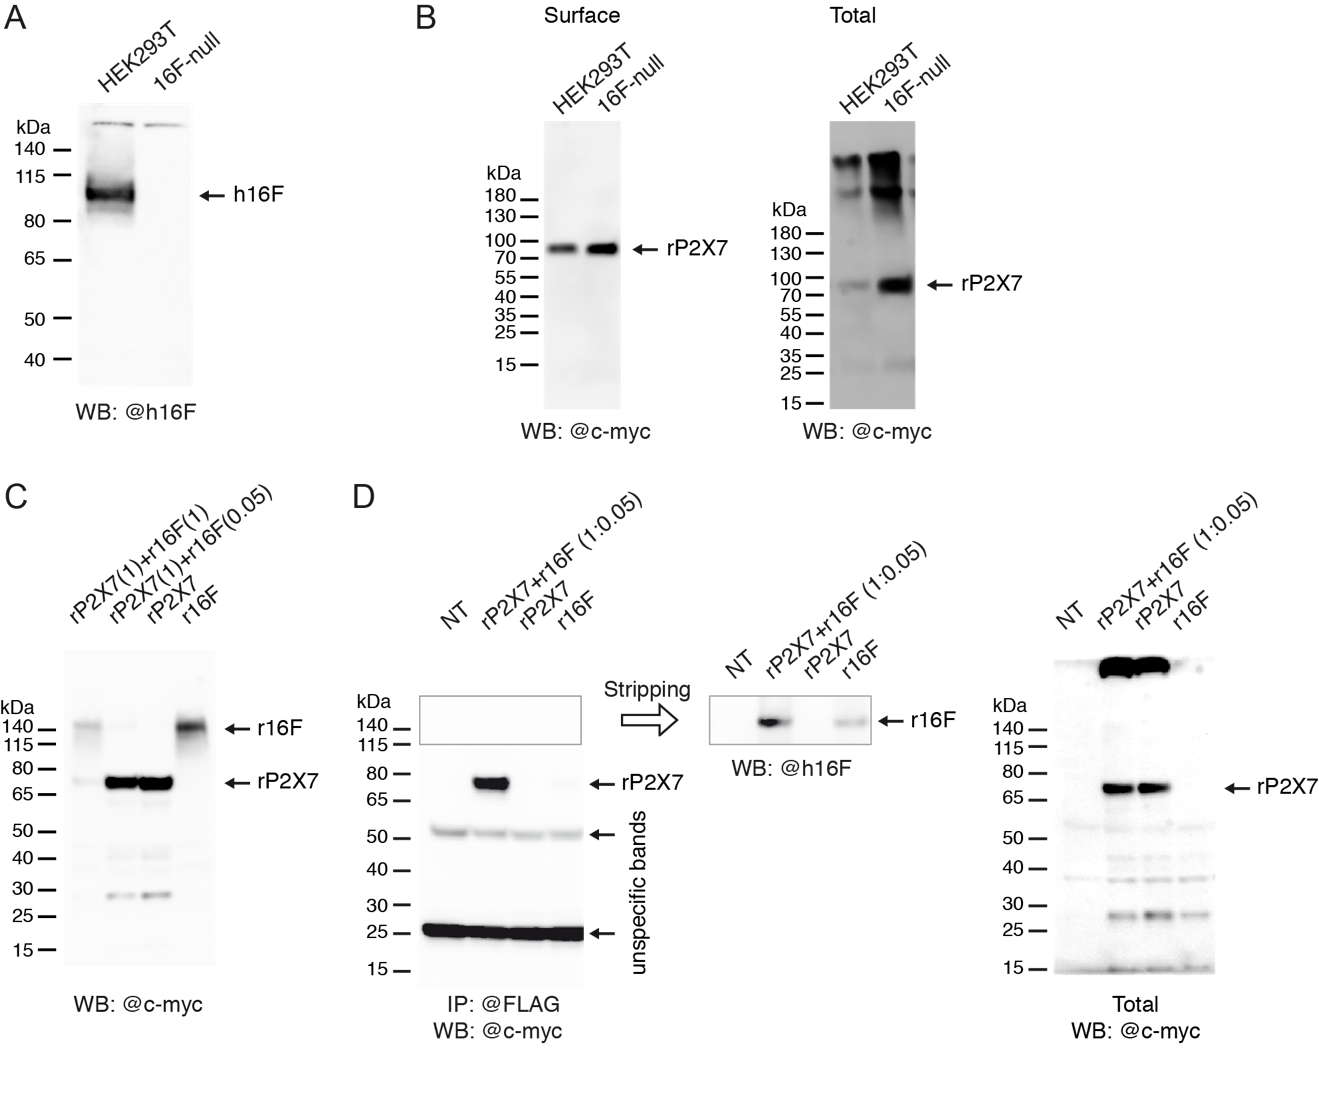 A
HEK293T
16F-null
kDa
140
115
80
65
50
40
h16F
WB: @h16F
B
Surface
HEK293T
16F-null
kDa
180
130
100
70
55
40
35
25
15
rP2X7
WB: @c-myc
Total
HEK293T
16F-null
kDa
180
130
100
70
55
40
35
25
15
rP2X7
WB: @c-myc
C
rP2X7(1)+r16F(1)
rP2X7(1)+r16F(0.05)
rP2X7
r16F
kDa
140
115
80
65
50
40
30
25
15
r16F
rP2X7
WB: @c-myc
D
NT
rP2X7+r16F (1:0.05)
rP2X7
r16F
kDa
140
115
80
65
50
40
30
25
15
rP2X7
unspecific bands
IP: @FLAG
WB: @c-myc
Stripping
NT
rP2X7+r16F (1:0.05)
rP2X7
r16F
r16F
WB: @h16F
NT
rP2X7+r16F (1:0.05)
rP2X7
r16F
kDa
140
115
80
65
50
40
30
25
15
rP2X7
Total
WB: @c-myc